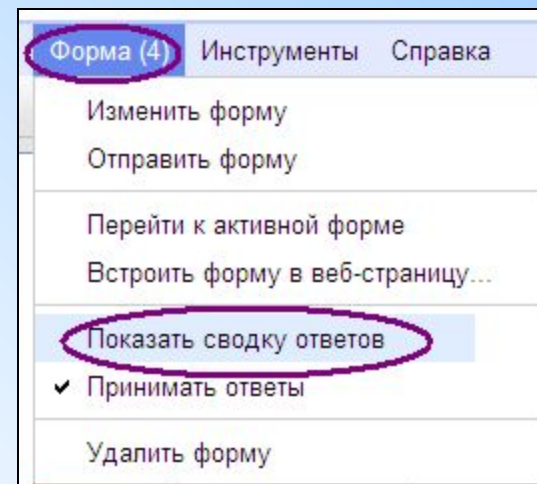 Форма (4) Инструменты Справка
Изменить форму
Отправить форму
Перейти к активной форме
Встроить форму в веб-страницу...
Показать сводку ответов
Принимать ответы
Удалить форму